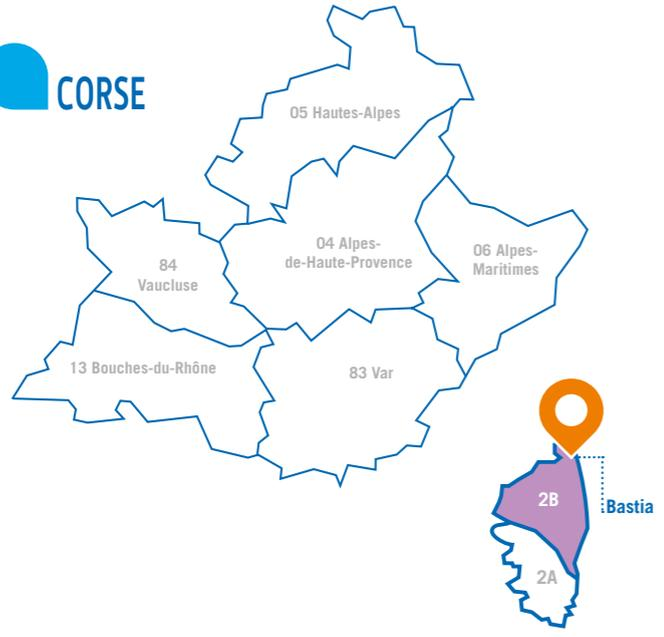 CORSE
05 Hautes-Alpes
04 Alpes-
de-Haute-Provence
06 Alpes-
Maritimes
84
Vaucluse
13 Bouches-du-Rhône
83 Var
2B
Bastia
2A